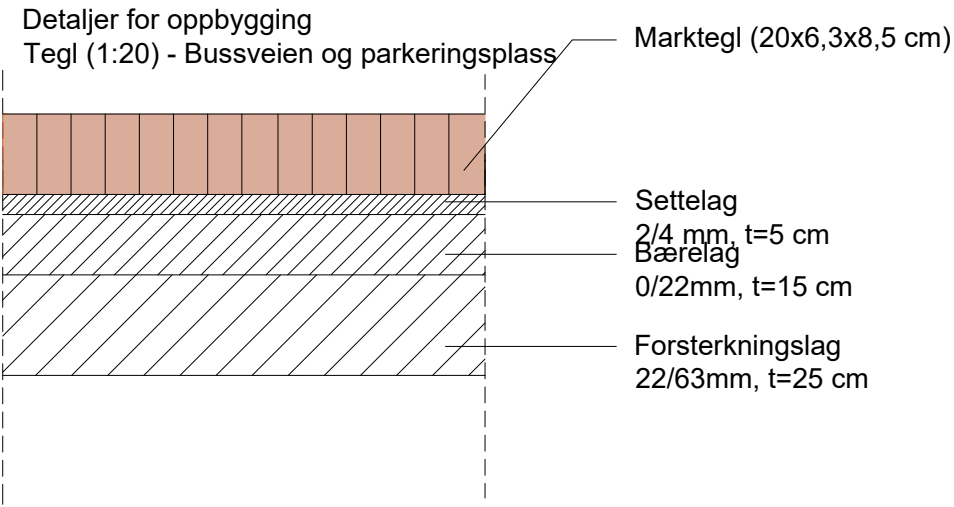 Detaljer for oppbygging
Tegl (1:20) - Bussveien og parkeringsplass
Marktegl (20x6,3x8,5 cm)
Settelag
2/4 mm, t=5 cm
Bærelag
0/22mm, t=15 cm
Forsterkningslag
22/63mm, t=25 cm